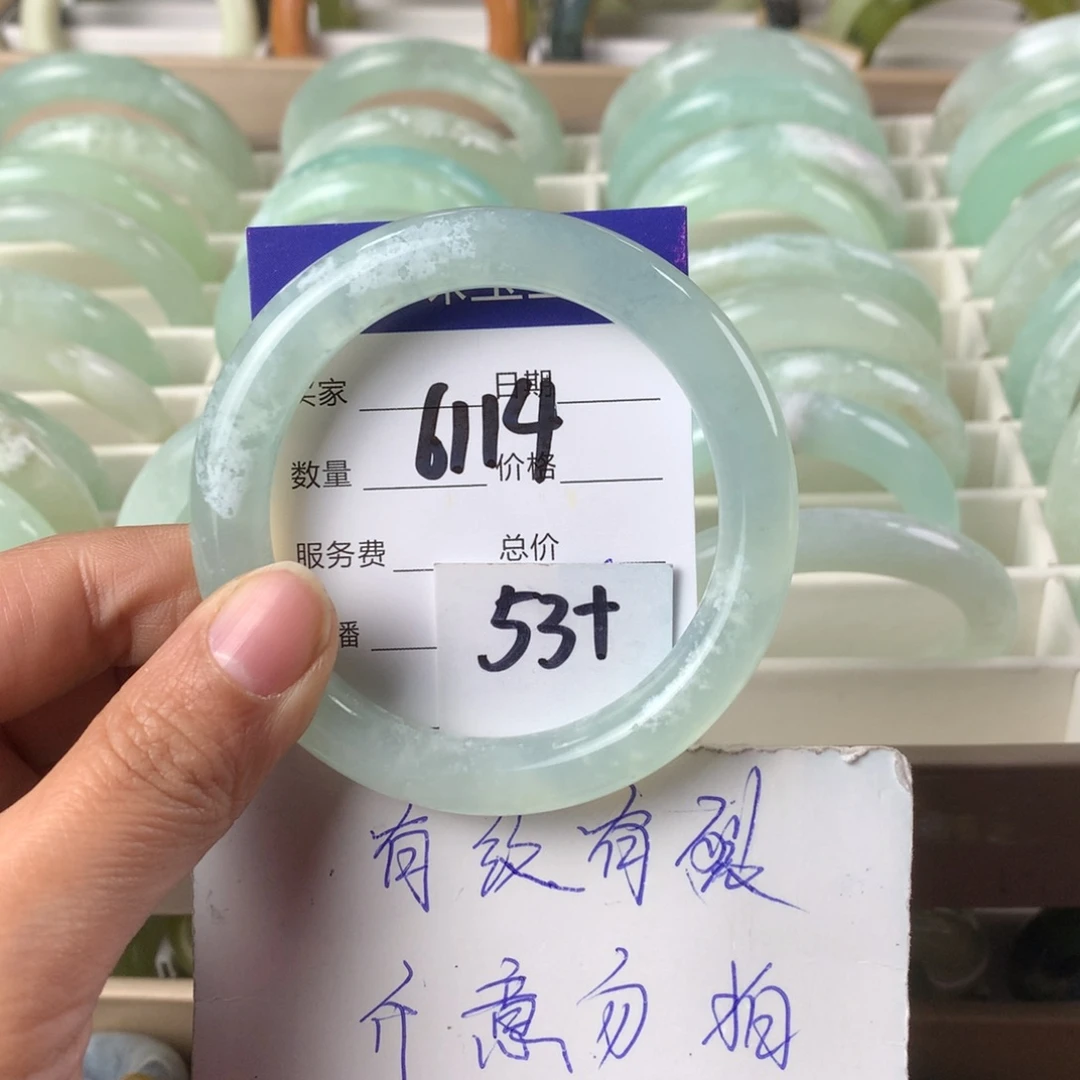 家 日期
6114
数量 价格
服务费 总价
播
53+
有纹有裂
介意勿拍